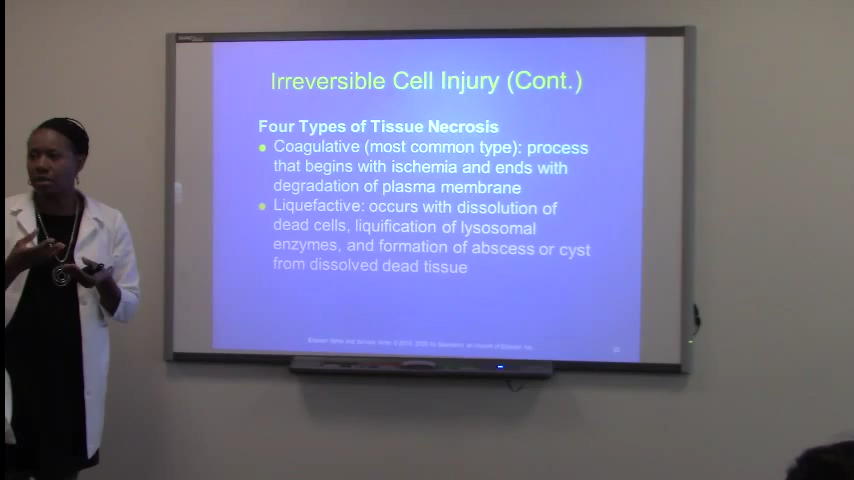 Irreversible Cell Injury (Cont.)
Four Types of Tissue Necrosis
• Coagulative (most common type): process
that begins with ischemia and ends with
degradation of plasma membrane
• Liquefactive: occurs with dissolution of
dead cells, liquification of lysosomal
enzymes, and formation of abscess or cyst
from dissolved dead tissue